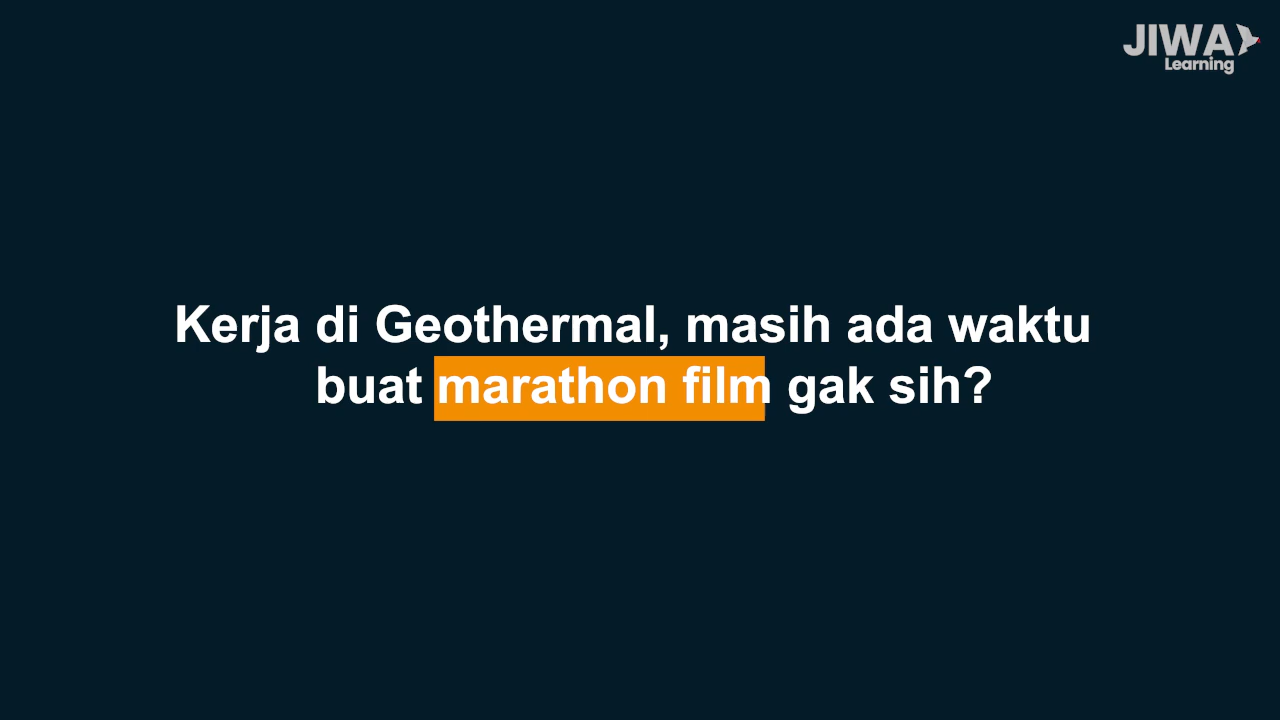 JIWA
Learning
Kerja di Geothermal, masih ada waktu
buat marathon film gak sih?